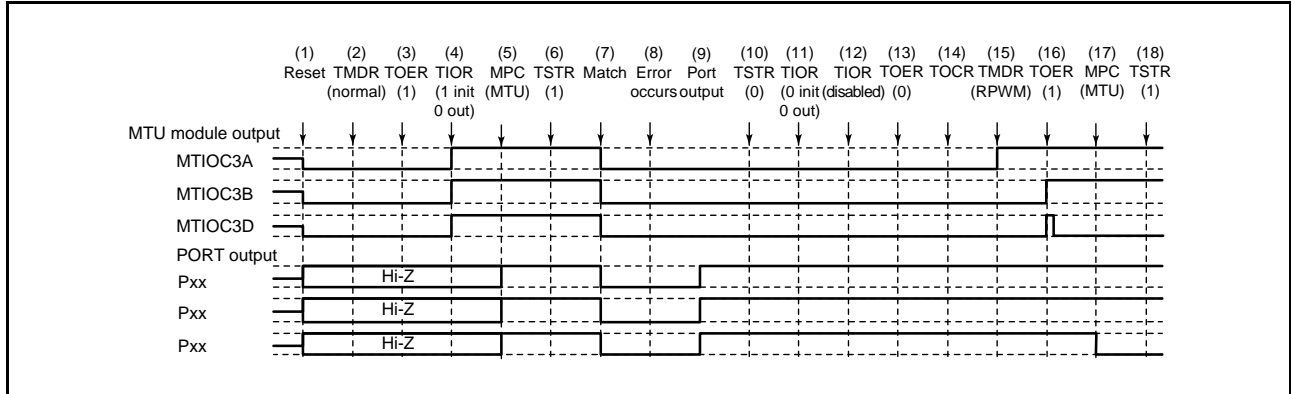 (1) (2) (3) (4) (5) (6) (7) (8) (9) (10) (11) (12) (13) (14) (15) (16) (17) (18)
Reset TMDR TOER TIOR MPC TSTR Match Error Port TSTR TIOR TIOR TOER TOCR TMDR TOER MPC TSTR
(normal) (1) (1 init (MTU) (1) occurs output (0) (0 init (disabled) (0) (RPWM) (1) (MTU) (1)
0 out) 0 out)
MTU module output
MTIOC3A
MTIOC3B
MTIOC3D
PORT output
Pxx Hi-Z
Pxx Hi-Z
Pxx Hi-Z